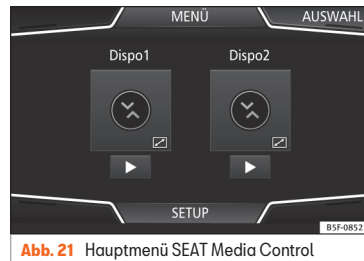 MENÜ
AUSWAHL
Dispo1
Dispo2
SETUP
B5F-0852
Abb. 21 Hauptmenü SEAT Media Control